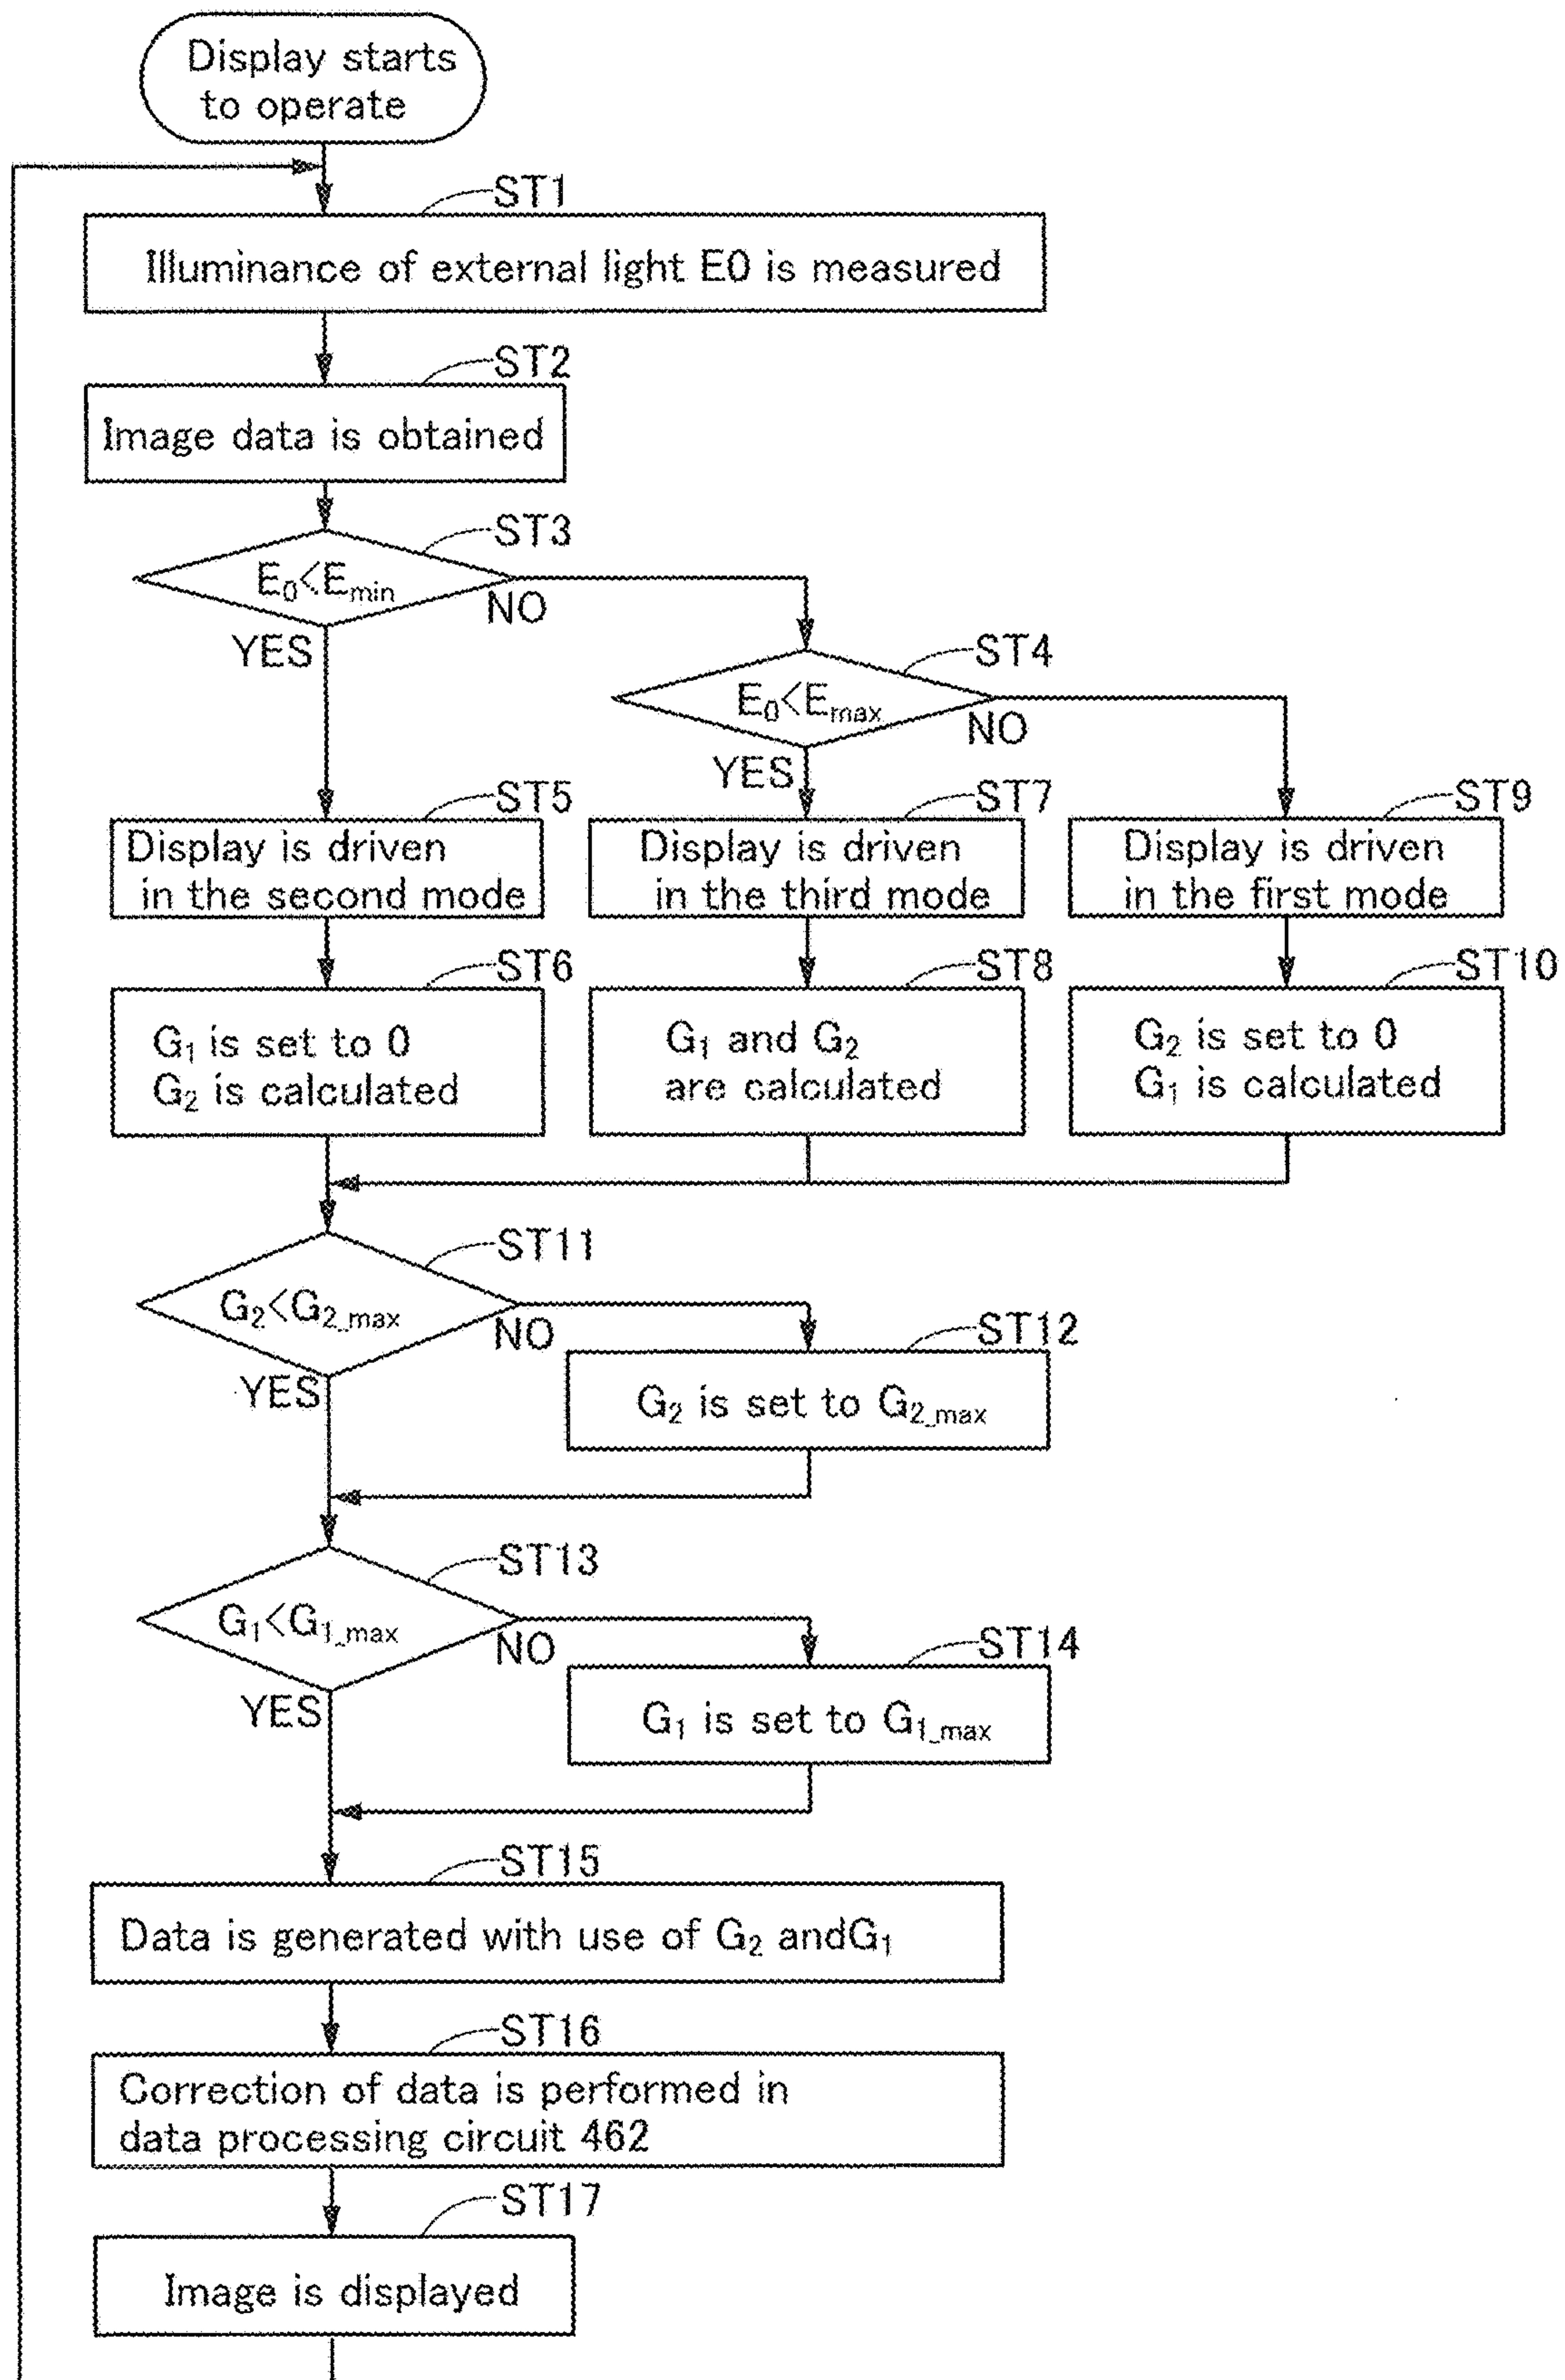 Display starts
to operate
ST1
Illuminance of external light E0 is measured
ST2
Image data is obtained
ST3
E₀<Eₘᵢₙ
NO
YES
ST4
E₀<Eₘₐₓ
NO
YES
ST5
Display is driven
in the second mode
ST7
Display is driven
in the third mode
ST9
Display is driven
in the first mode
ST6
G₁ is set to 0
G₂ is calculated
ST8
G₁ and G₂
are calculated
ST10
G₂ is set to 0
G₁ is calculated
ST11
G₂<G₂_ₘₐₓ
NO
YES
ST12
G₂ is set to G₂_ₘₐₓ
ST13
G₁<G₁_ₘₐₓ
NO
YES
ST14
G₁ is set to G₁_ₘₐₓ
ST15
Data is generated with use of G₂ andG₁
ST16
Correction of data is performed in
data processing circuit 462
ST17
Image is displayed